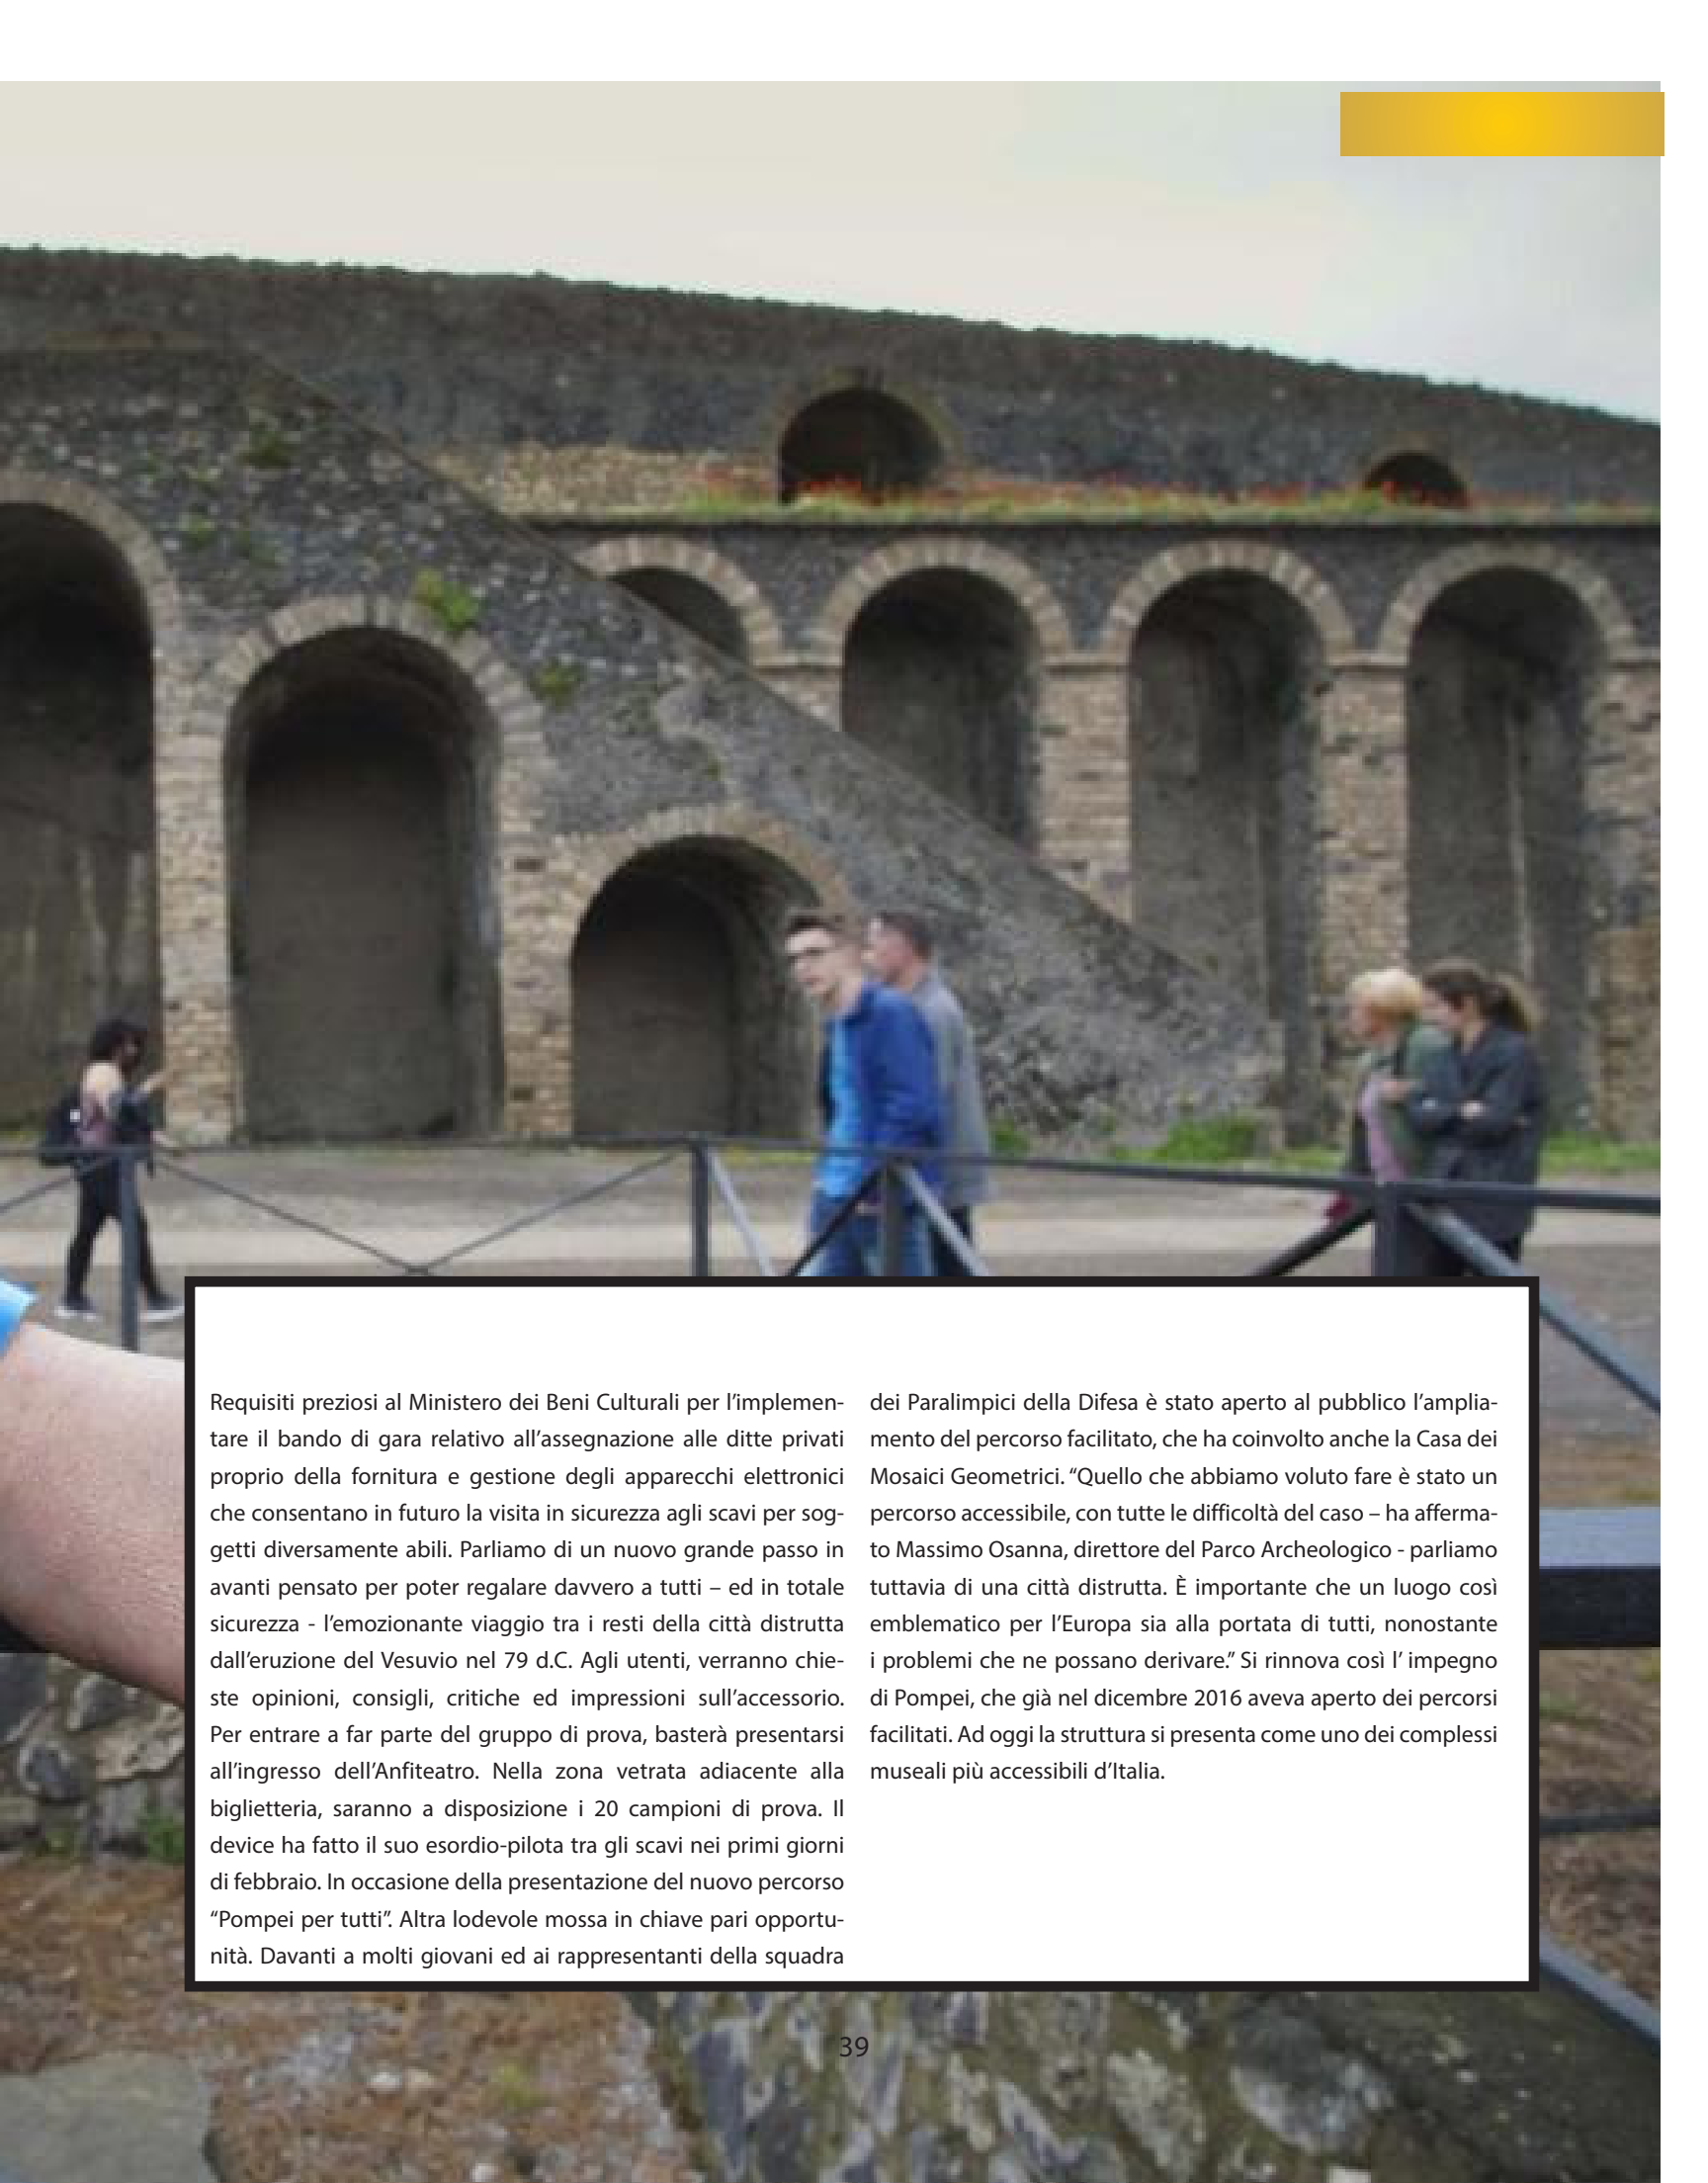 Requisiti preziosi al Ministero dei Beni Culturali per l’implemen-
tare il bando di gara relativo all’assegnazione alle ditte privati
proprio della fornitura e gestione degli apparecchi elettronici
che consentano in futuro la visita in sicurezza agli scavi per sog-
getti diversamente abili. Parliamo di un nuovo grande passo in
avanti pensato per poter regalare davvero a tutti – ed in totale
sicurezza - l’emozionante viaggio tra i resti della città distrutta
dall’eruzione del Vesuvio nel 79 d.C. Agli utenti, verranno chie-
ste opinioni, consigli, critiche ed impressioni sull’accessorio.
Per entrare a far parte del gruppo di prova, basterà presentarsi
all’ingresso dell’Anfiteatro. Nella zona vetrata adiacente alla
biglietteria, saranno a disposizione i 20 campioni di prova. Il
device ha fatto il suo esordio-pilota tra gli scavi nei primi giorni
di febbraio. In occasione della presentazione del nuovo percorso
“Pompei per tutti”. Altra lodevole mossa in chiave pari opportu-
nità. Davanti a molti giovani ed ai rappresentanti della squadra
dei Paralimpici della Difesa è stato aperto al pubblico l’amplia-
mento del percorso facilitato, che ha coinvolto anche la Casa dei
Mosaici Geometrici. “Quello che abbiamo voluto fare è stato un
percorso accessibile, con tutte le difficoltà del caso – ha afferma-
to Massimo Osanna, direttore del Parco Archeologico - parliamo
tuttavia di una città distrutta. È importante che un luogo così
emblematico per l’Europa sia alla portata di tutti, nonostante
i problemi che ne possano derivare.” Si rinnova così l’ impegno
di Pompei, che già nel dicembre 2016 aveva aperto dei percorsi
facilitati. Ad oggi la struttura si presenta come uno dei complessi
museali più accessibili d’Italia.
39